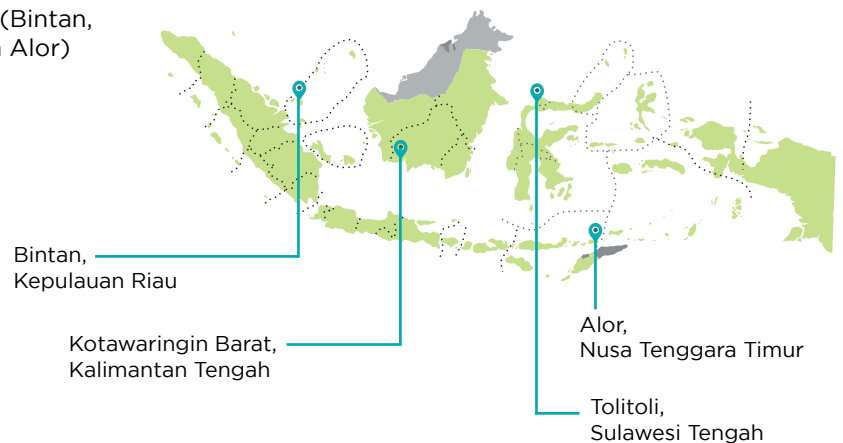 (Bintan,
Alor)
Bintan,
Kepulauan Riau
Kotawaringin Barat,
Kalimantan Tengah
Alor,
Nusa Tenggara Timur
Tolitoli,
Sulawesi Tengah